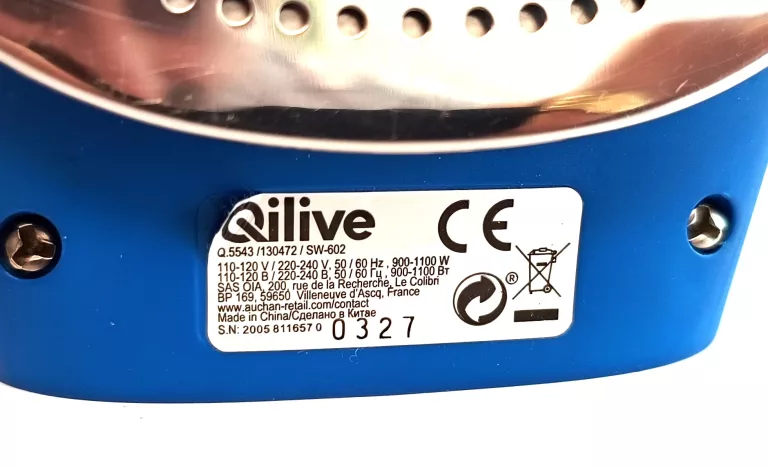 Qilive
Q.5543 /130472 / SW-602
110-120 V / 220-240 V, 50 / 60 Hz , 900-1100 W
110-120 В / 220-240 В, 50 / 60 Гц , 900-1100 Вт
SAS OIA, 200, rue de la Recherche, Le Colibri
BP 169, 59650 Villeneuve d'Ascq, France
www.auchan-retail.com/contact
Made in China/Сделано в Китае
S.N: 2005 811657 0 0327
CE
®